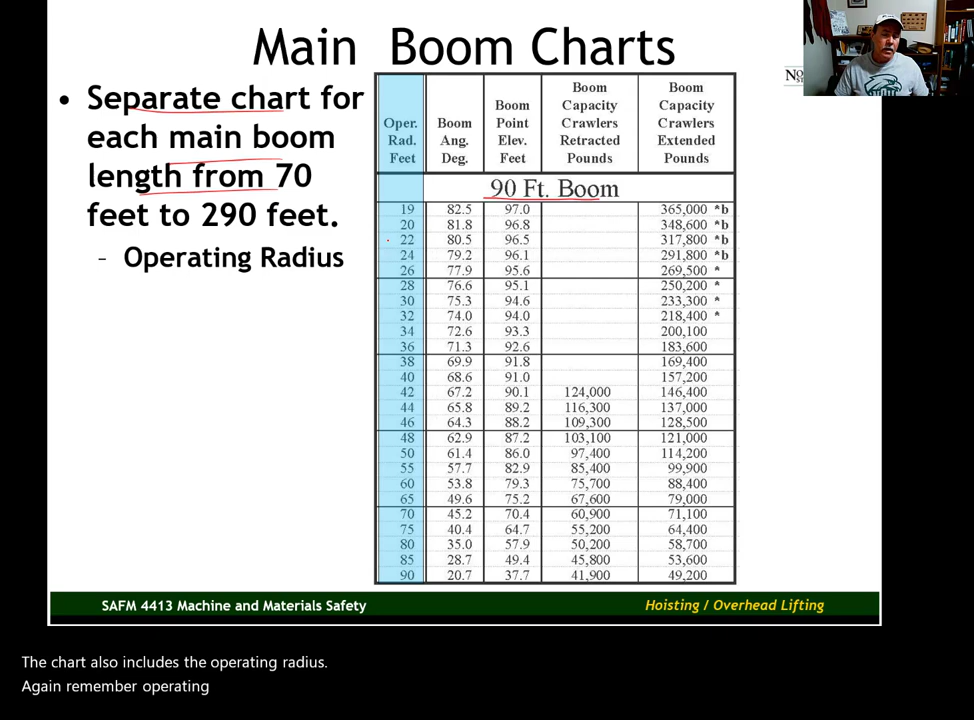 Main Boom Charts
• Separate chart for
each main boom
length from 70
feet to 290 feet.
- Operating Radius
Oper. Rad. Feet | Boom Ang. Deg. | Boom Point Elev. Feet | Boom Capacity Crawlers Retracted Pounds | Boom Capacity Crawlers Extended Pounds
90 Ft. Boom
19 82.5 97.0 365,000 *b
20 81.8 96.8 348,600 *b
22 80.5 96.5 317,800 *b
24 79.2 96.1 291,800 *b
26 77.9 95.6 269,500 *
28 76.6 95.1 250,200 *
30 75.3 94.6 233,300 *
32 74.0 94.0 218,400 *
34 72.6 93.3 200,100
36 71.3 92.6 183,600
38 69.9 91.8 169,400
40 68.6 91.0 157,200
42 67.2 90.1 124,000 146,400
44 65.8 89.2 116,300 137,000
46 64.3 88.2 109,300 128,500
48 62.9 87.2 103,100 121,000
50 61.4 86.0 97,400 114,200
55 57.7 82.9 85,400 99,900
60 53.8 79.3 75,700 88,400
65 49.6 75.2 67,600 79,000
70 45.2 70.4 60,900 71,100
75 40.4 64.7 55,200 64,400
80 35.0 57.9 50,200 58,700
85 28.7 49.4 45,800 53,600
90 20.7 37.7 41,900 49,200
SAFM 4413 Machine and Materials Safety
Hoisting / Overhead Lifting
The chart also includes the operating radius.
Again remember operating